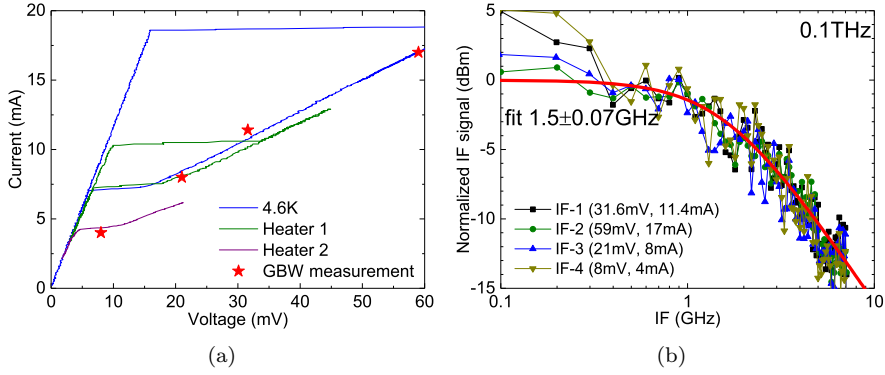 20
15
10
5
0
Current (mA)
4.6K
Heater 1
Heater 2
GBW measurement
0 10 20 30 40 50 60
Voltage (mV)
(a)
5
0
-5
-10
-15
Normalized IF signal (dBm)
0.1THz
fit 1.5±0.07GHz
IF-1 (31.6mV, 11.4mA)
IF-2 (59mV, 17mA)
IF-3 (21mV, 8mA)
IF-4 (8mV, 4mA)
0.1 1 10
IF (GHz)
(b)